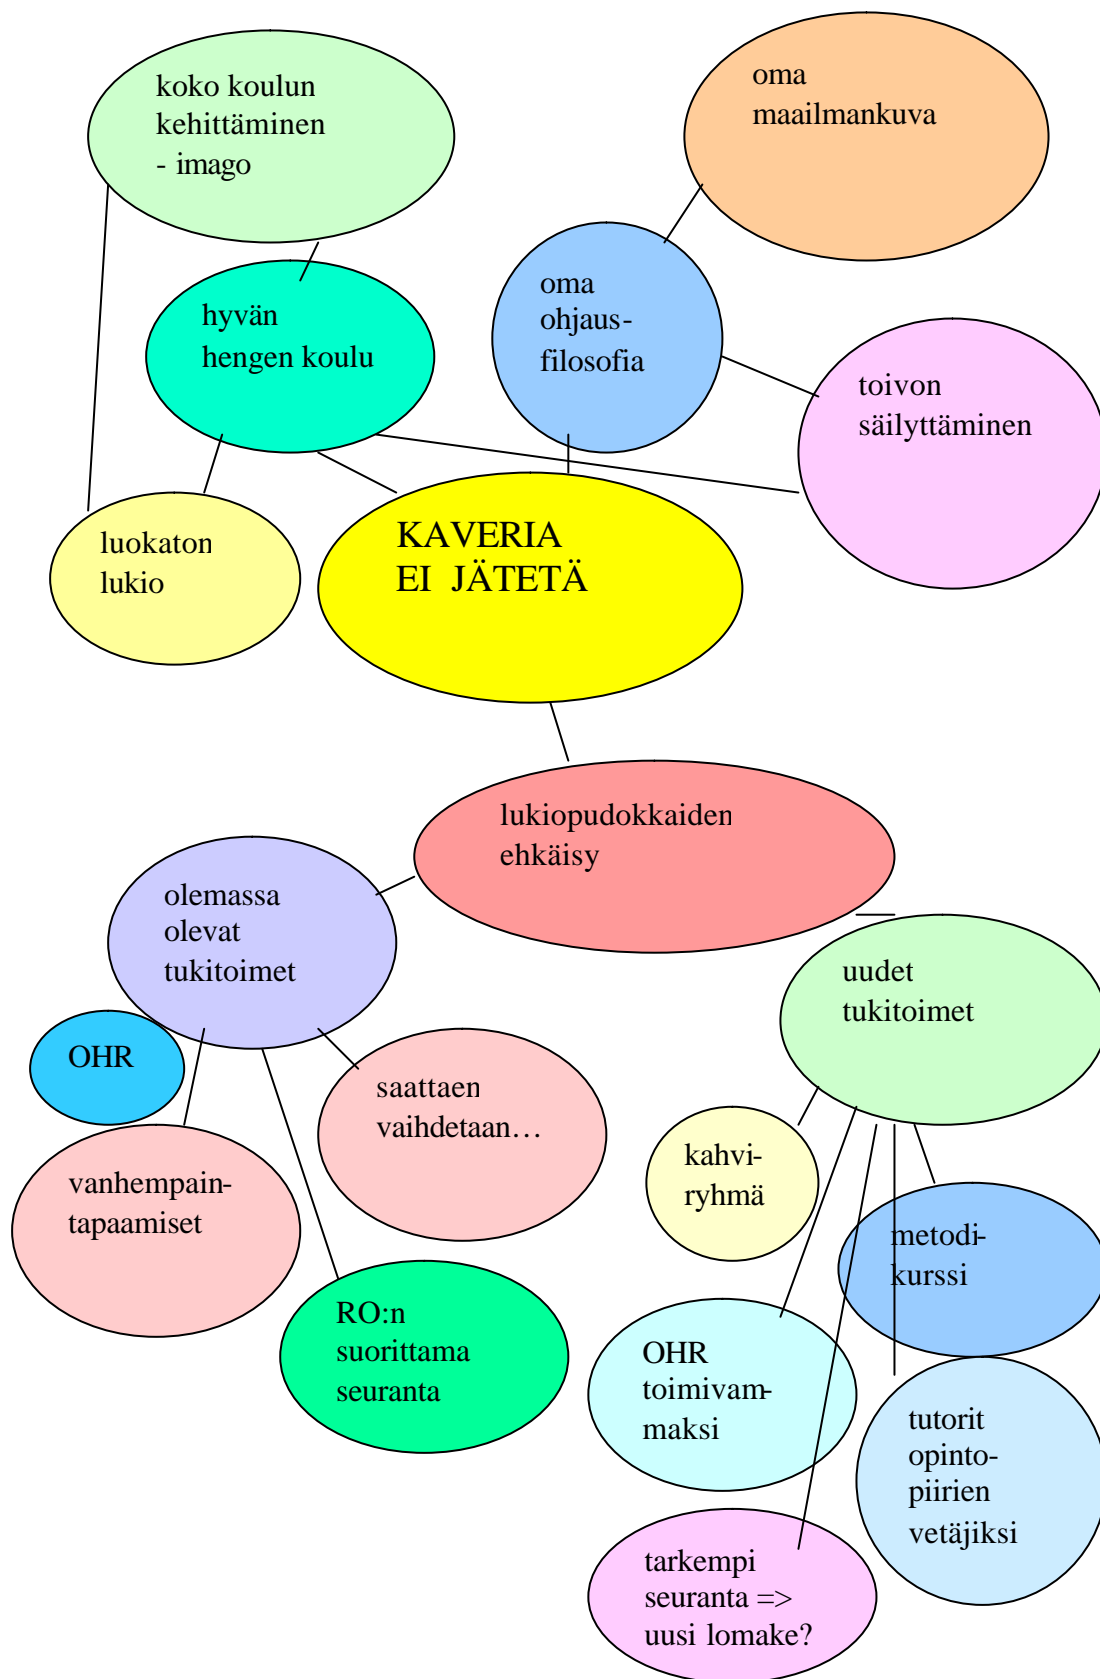 koko koulun
kehittäminen
- imago
oma
maailmankuva
hyvän
hengen koulu
oma
ohjaus-
filosofia
toivon
säilyttäminen
luokaton
lukio
KAVERIA
EI JÄTETÄ
lukiopudokkaiden
ehkäisy
olemassa
olevat
tukitoimet
uudet
tukitoimet
OHR
saattaen
vaihdetaan…
vanhempain-
tapaamiset
kahvi-
ryhmä
metodi-
kurssi
RO:n
suorittama
seuranta
OHR
toimivam-
maksi
tutorit
opinto-
piirien
vetäjiksi
tarkempi
seuranta =>
uusi lomake?